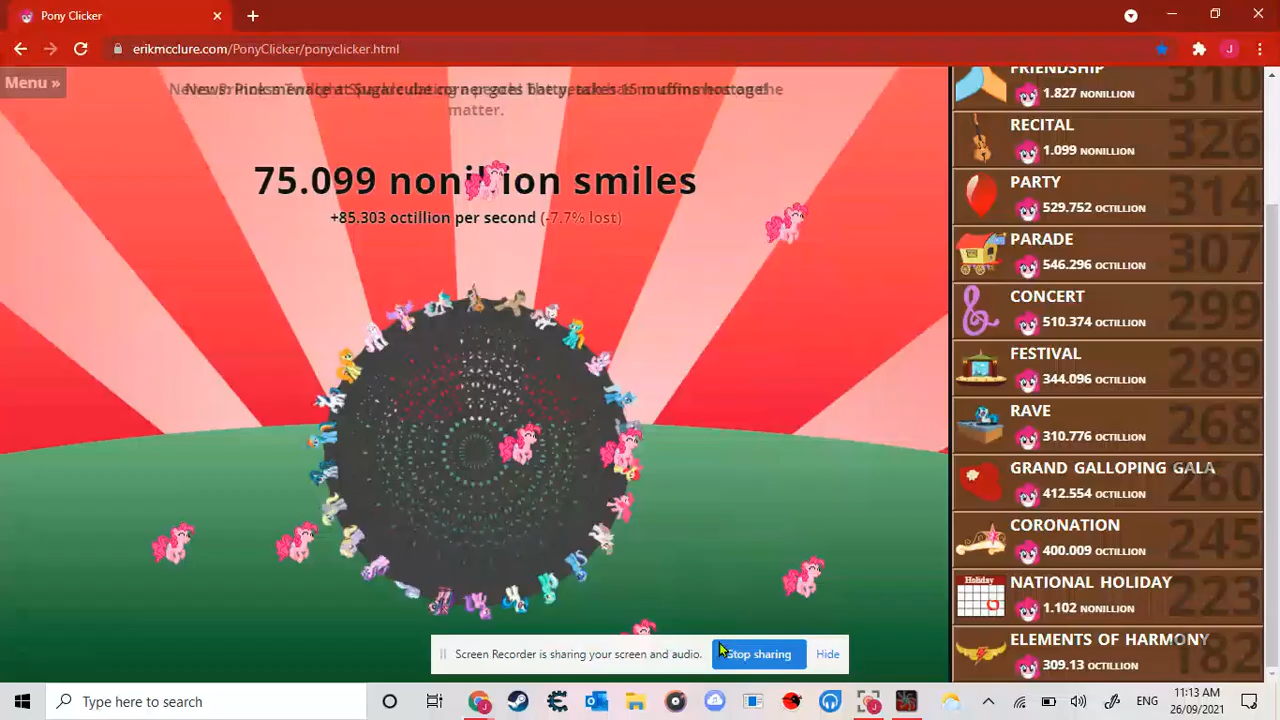 Pony Clicker
erikmcclure.com/PonyClicker/ponyclicker.html
J
Menu »
matter.
75.099 nonillion smiles
+85.303 octillion per second (-7.7% lost)
FRIENDSHIP
1.827 NONILLION
310
RECITAL
1.099 NONILLION
326
PARTY
529.752 OCTILLION
314
PARADE
546.296 OCTILLION
307
CONCERT
510.374 OCTILLION
299
FESTIVAL
344.096 OCTILLION
289
RAVE
310.776 OCTILLION
268
GRAND GALLOPING GALA
412.554 OCTILLION
260
CORONATION
400.009 OCTILLION
245
Holiday
NATIONAL HOLIDAY
1.102 NONILLION
223
ELEMENTS OF HARMONY
309.13 OCTILLION
182
Screen Recorder is sharing your screen and audio.
Stop sharing
Hide
Type here to search
ENG
11:13 AM
26/09/2021